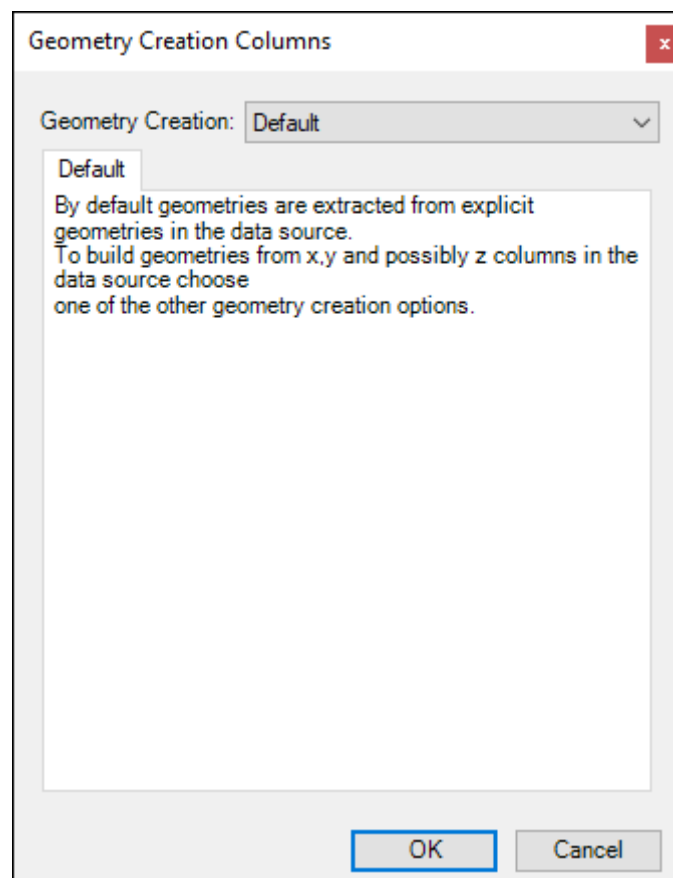 Geometry Creation Columns
x
Geometry Creation: Default
Default
By default geometries are extracted from explicit
geometries in the data source.
To build geometries from x,y and possibly z columns in the
data source choose
one of the other geometry creation options.
OK Cancel